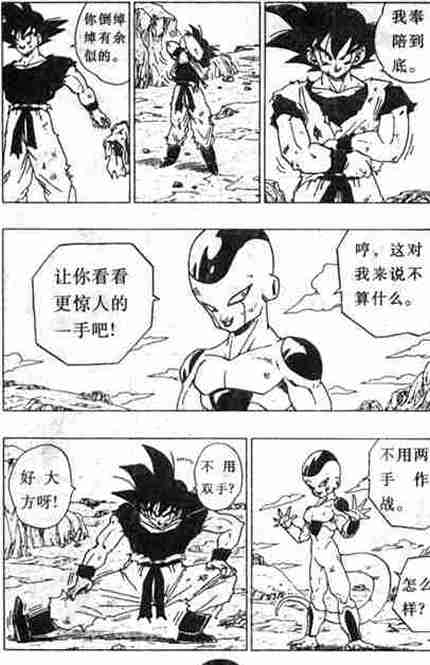 我奉
陪到
底。
你倒绰
绰有余
似的。
哼，这对
我来说不
算什么。
让你看看
更惊人的
一手吧！
不用两
手作
战。
怎么
样？
不用
双手？
好大
方呀！